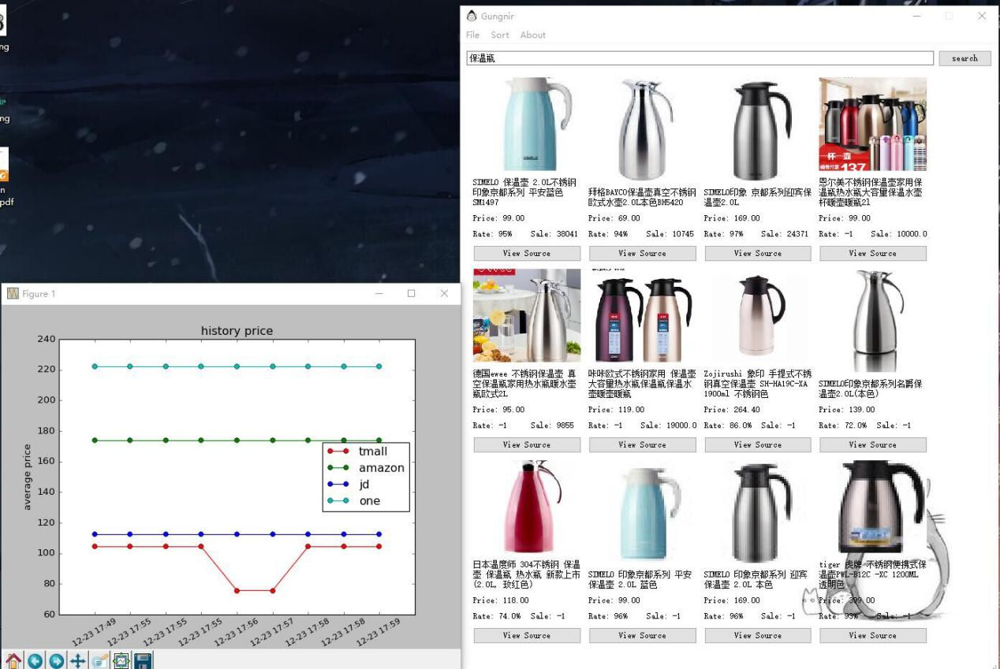 ng
ng
n
pdf
Gungnir
File Sort About
保温瓶
search
杯 壶
137
SIMELO 保温壶 2.0L不锈钢
印象京都系列 平安蓝色
SM1497
Price: 99.00
Rate: 95% Sale: 38041
View Source
拜格BAYCO保温壶真空不锈钢
欧式水壶2.0L本色BH5420
Price: 69.00
Rate: 94% Sale: 10745
View Source
SIMELO印象 京都系列迎宾保
温壶2.0L
Price: 169.00
Rate: 97% Sale: 24371
View Source
恩尔美不锈钢保温壶家用保
温瓶热水瓶大容量保温水壶
杯暖壶暖瓶2l
Price: 99.00
Rate: -1 Sale: 10000.0
View Source
德国ewee 不锈钢保温壶 真
空保温瓶家用热水瓶暖水壶
瓶欧式2L
Price: 95.00
Rate: -1 Sale: 9855
View Source
咔咔欧式不锈钢家用 保温壶
大容量热水瓶保温瓶保温水
壶暖壶暖瓶
Price: 119.00
Rate: -1 Sale: 19000.0
View Source
Zojirushi 象印 手提式不锈
钢真空保温壶 SH-HA19C-XA
1900ml 不锈钢色
Price: 264.40
Rate: 86.0% Sale: -1
View Source
SIMELO印象京都系列名爵保
温壶2.0L(本色)
Price: 139.00
Rate: 72.0% Sale: -1
View Source
日本温度师 304不锈钢 保温
壶 保温瓶 热水瓶 新款上市
(2.0L, 玫红色)
Price: 118.00
Rate: 74.0% Sale: -1
View Source
SIMELO 印象京都系列 平安
保温壶 2.0L 蓝色
Price: 99.00
Rate: 96% Sale: -1
View Source
SIMELO 印象京都系列 迎宾
保温壶 2.0L 本色
Price: 169.00
Rate: 96% Sale: -1
View Source
tiger 虎牌 不锈钢便携式保
温壶PWL-B12C -XC 1200ML
透明色
Price: 399.00
Rate: 93% Sale: -1
View Source
Figure 1
history price
240
220
200
180
160
140
120
100
80
60
average price
tmall
amazon
jd
one
12-23 17:49
12-23 17:55
12-23 17:55
12-23 17:55
12-23 17:56
12-23 17:57
12-23 17:58
12-23 17:58
12-23 17:59